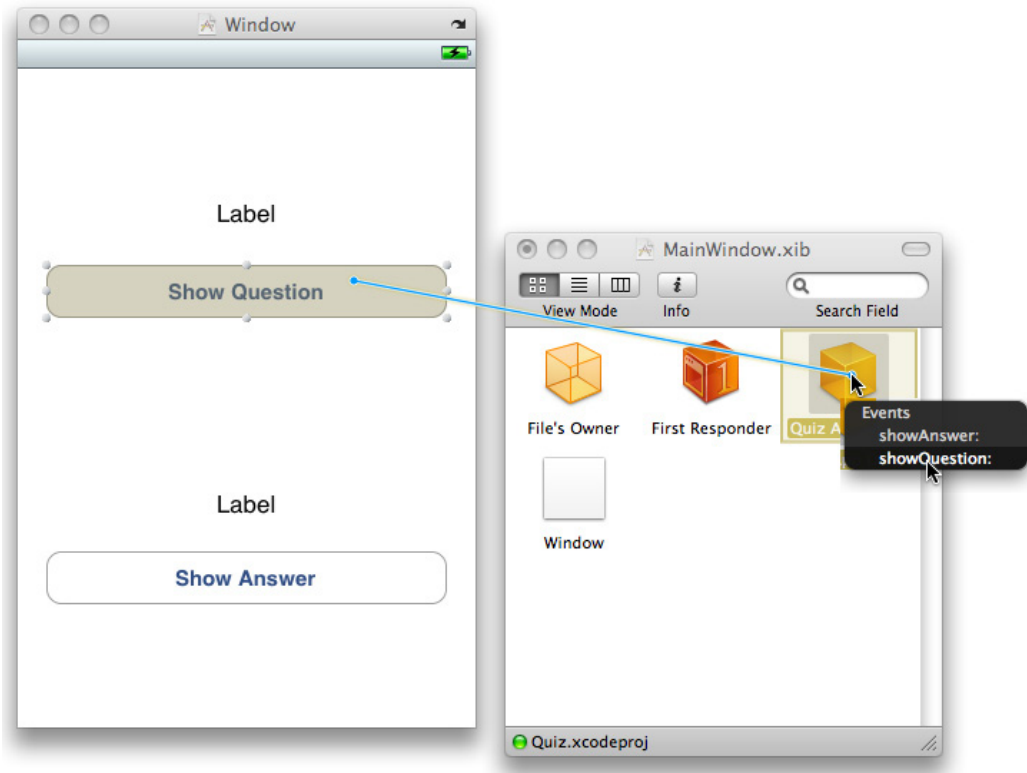 Window
Label
Show Question
Label
Show Answer
MainWindow.xib
View Mode
Info
Search Field
File's Owner
First Responder
Quiz A
Events
showAnswer:
showQuestion:
Window
Quiz.xcodeproj